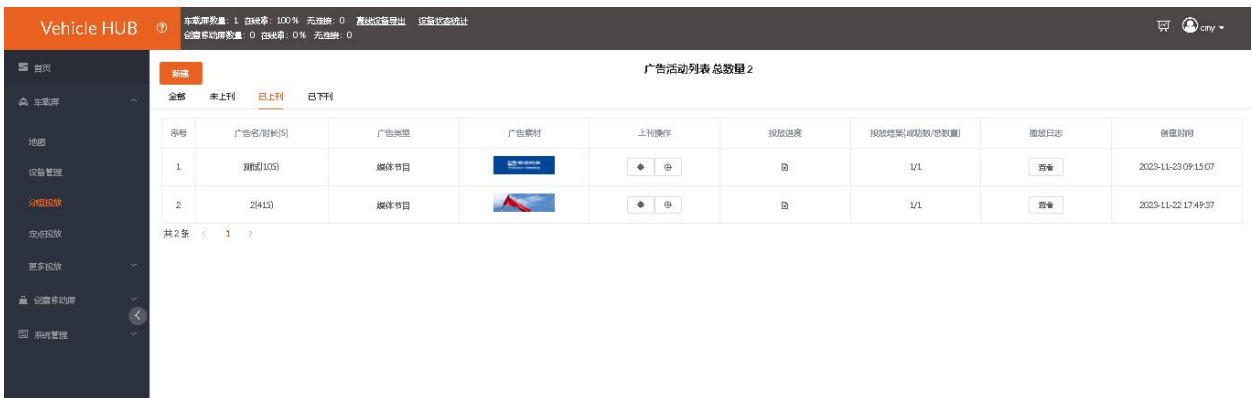 Vehicle HUB
车载屏数量: 1 在线率: 100% 无连接: 0 离线设备导出 设备状态统计
创意移动屏数量: 0 在线率: 0% 无连接: 0
cmy
首页
车载屏
地图
设备管理
分组投放
定点投放
更多投放
创意移动屏
系统管理
新建
广告活动列表 总数量 2
全部 未上刊 已上刊 已下刊
序号 广告名/时长(S) 广告类型 广告素材 上刊操作 投放进度 投放结果(成功数/总数量) 播放日志 创建时间
1 测试(10S) 媒体节目 1/1 查看 2023-11-23 09:15:07
2 2(41S) 媒体节目 1/1 查看 2023-11-22 17:49:37
共 2 条 < 1 >